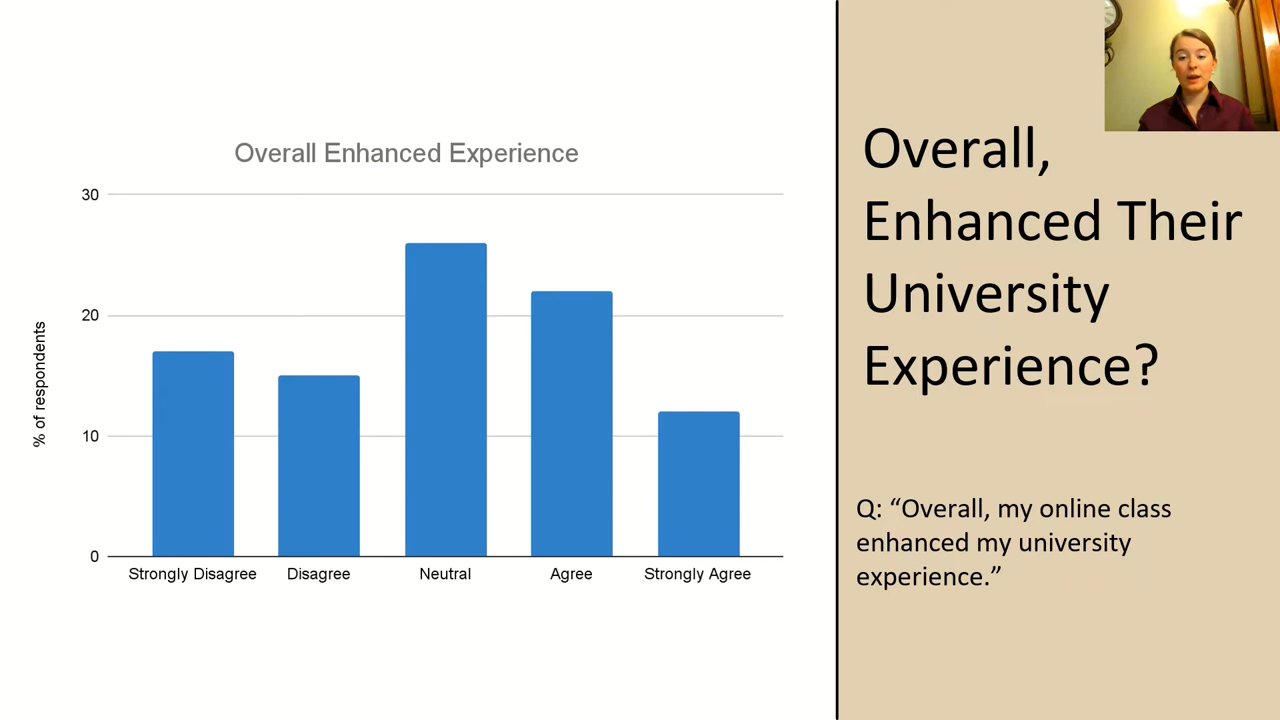 Overall Enhanced Experience
30
20
10
0
% of respondents
Strongly Disagree
Disagree
Neutral
Agree
Strongly Agree
Overall,
Enhanced Their
University
Experience?
Q: “Overall, my online class
enhanced my university
experience.”